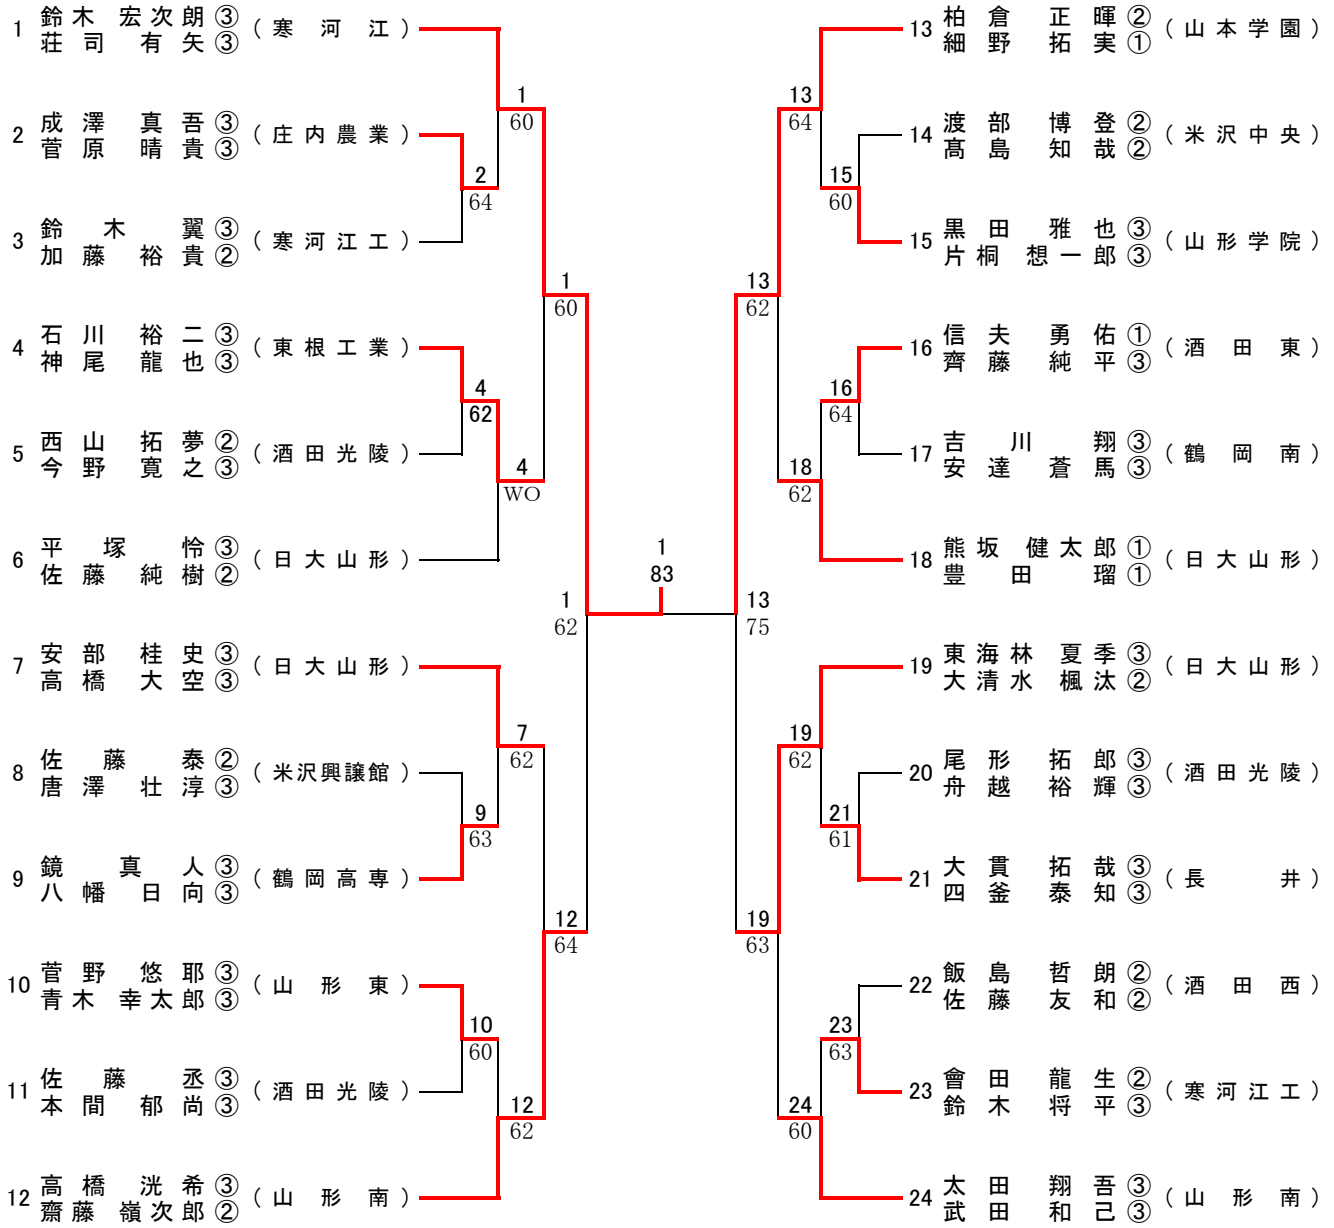 1 鈴木 宏次朗 ③ ( 寒河江 )
荘司 有矢 ③
2 成澤 真吾 ③ ( 庄内農業 )
菅原 晴貴 ③
3 鈴木 翼 ③ ( 寒河江工 )
加藤 裕貴 ②
4 石川 裕二 ③ ( 東根工業 )
神尾 龍也 ③
5 西山 拓夢 ② ( 酒田光陵 )
今野 寛之 ③
6 平塚 怜 ③ ( 日大山形 )
佐藤 純樹 ②
7 安部 桂史 ③ ( 日大山形 )
高橋 大空 ③
8 佐藤 泰 ② ( 米沢興譲館 )
唐澤 壮淳 ③
9 鏡 真人 ③ ( 鶴岡高専 )
八幡 日向 ③
10 菅野 悠耶 ③ ( 山形東 )
青木 幸太郎 ③
11 佐藤 丞 ③ ( 酒田光陵 )
本間 郁尚 ③
12 高橋 洸希 ③ ( 山形南 )
齋藤 嶺次郎 ②
1
60
2
64
1
60
4
62
4
WO
1
62
7
62
9
63
12
64
10
60
12
62
1
83
13
64
15
60
13
62
16
64
18
62
13
75
19
62
21
61
19
63
23
63
24
60
13 柏倉 正暉 ② ( 山本学園 )
細野 拓実 ①
14 渡部 博登 ② ( 米沢中央 )
髙島 知哉 ②
15 黒田 雅也 ③ ( 山形学院 )
片桐 想一郎 ③
16 信夫 勇佑 ① ( 酒田東 )
齊藤 純平 ③
17 吉川 翔 ③ ( 鶴岡南 )
安達 蒼馬 ③
18 熊坂 健太郎 ① ( 日大山形 )
豊田 瑠 ①
19 東海林 夏季 ③ ( 日大山形 )
大清水 楓汰 ②
20 尾形 拓郎 ③ ( 酒田光陵 )
舟越 裕輝 ③
21 大貫 拓哉 ③ ( 長井 )
四釜 泰知 ③
22 飯島 哲朗 ② ( 酒田西 )
佐藤 友和 ②
23 會田 龍生 ② ( 寒河江工 )
鈴木 将平 ③
24 太田 翔吾 ③ ( 山形南 )
武田 和己 ③